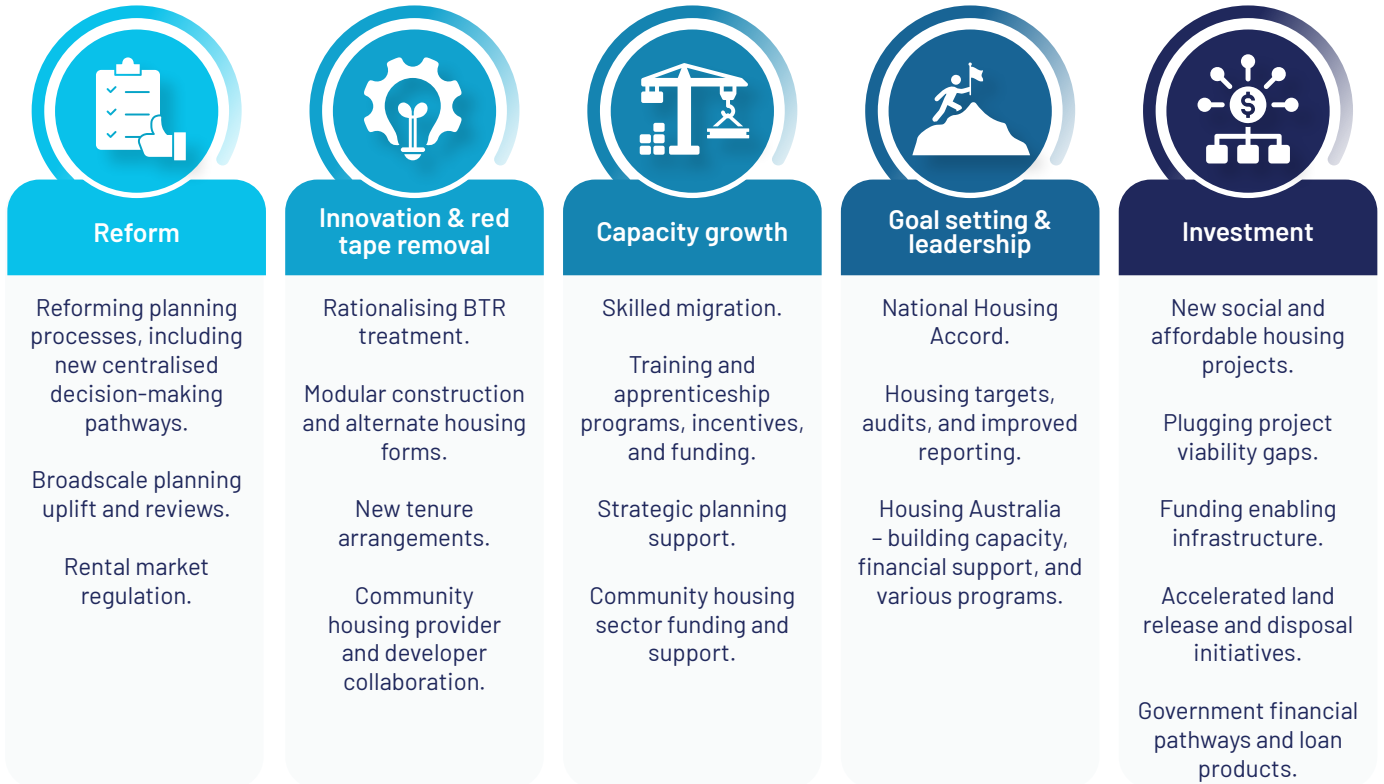 Reform
Reforming planning
processes, including
new centralised
decision-making
pathways.
Broadscale planning
uplift and reviews.
Rental market
regulation.
Innovation & red
tape removal
Rationalising BTR
treatment.
Modular construction
and alternate housing
forms.
New tenure
arrangements.
Community
housing provider
and developer
collaboration.
Capacity growth
Skilled migration.
Training and
apprenticeship
programs, incentives,
and funding.
Strategic planning
support.
Community housing
sector funding and
support.
Goal setting &
leadership
National Housing
Accord.
Housing targets,
audits, and improved
reporting.
Housing Australia
– building capacity,
financial support, and
various programs.
$
Investment
New social and
affordable housing
projects.
Plugging project
viability gaps.
Funding enabling
infrastructure.
Accelerated land
release and disposal
initiatives.
Government financial
pathways and loan
products.